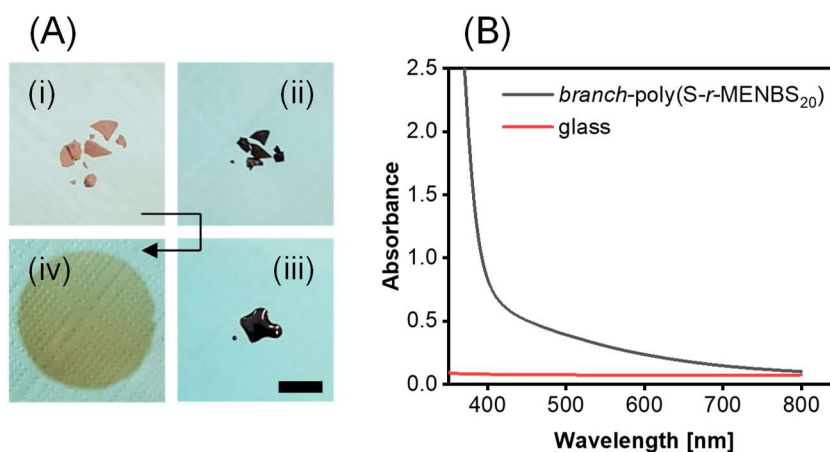 (A)
(i)
(ii)
(iv)
(iii)
(B)
2.5
2.0
1.5
1.0
0.5
0.0
Absorbance
branch-poly(S-r-MENBS20)
glass
400
500
600
700
800
Wavelength [nm]